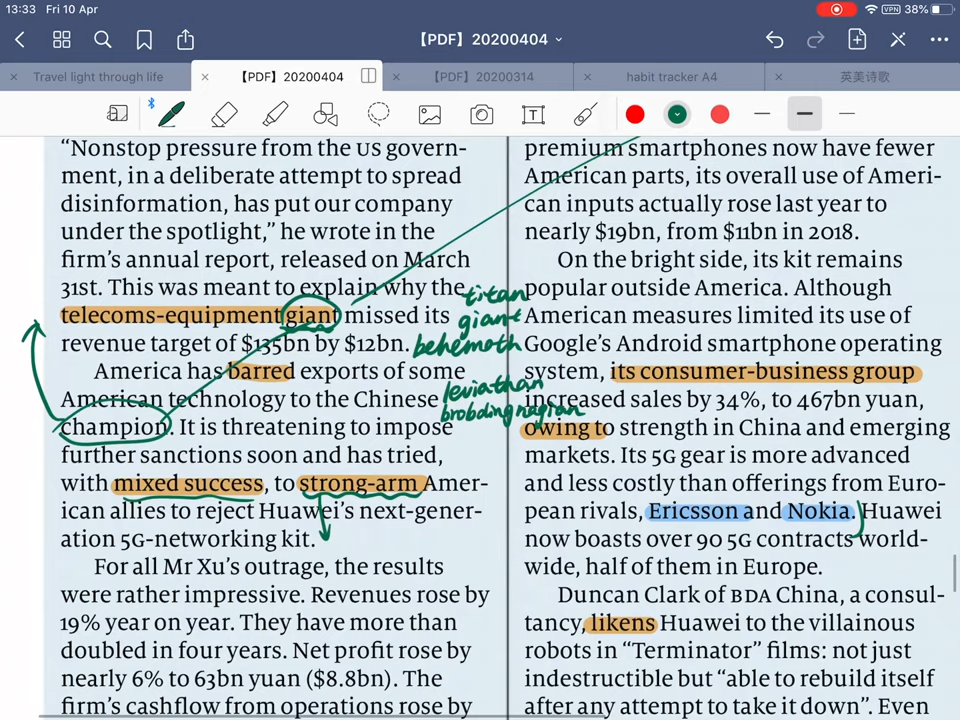 13:33 Fri 10 Apr
VPN 38%
【PDF】20200404
Travel light through life
【PDF】20200404
【PDF】20200314
habit tracker A4
英美诗歌
“Nonstop pressure from the US govern-
ment, in a deliberate attempt to spread
disinformation, has put our company
under the spotlight,” he wrote in the
firm’s annual report, released on March
31st. This was meant to explain why the
telecoms-equipment giant missed its
revenue target of $135bn by $12bn.
America has barred exports of some
American technology to the Chinese
champion. It is threatening to impose
further sanctions soon and has tried,
with mixed success, to strong-arm Amer-
ican allies to reject Huawei’s next-gener-
ation 5G-networking kit.
For all Mr Xu’s outrage, the results
were rather impressive. Revenues rose by
19% year on year. They have more than
doubled in four years. Net profit rose by
nearly 6% to 63bn yuan ($8.8bn). The
firm’s cashflow from operations rose by
titan
giant
behemoth
leviathan
brobdingnagian
premium smartphones now have fewer
American parts, its overall use of Ameri-
can inputs actually rose last year to
nearly $19bn, from $11bn in 2018.
On the bright side, its kit remains
popular outside America. Although
American measures limited its use of
Google’s Android smartphone operating
system, its consumer-business group
increased sales by 34%, to 467bn yuan,
owing to strength in China and emerging
markets. Its 5G gear is more advanced
and less costly than offerings from Euro-
pean rivals, Ericsson and Nokia. Huawei
now boasts over 90 5G contracts world-
wide, half of them in Europe.
Duncan Clark of BDA China, a consul-
tancy, likens Huawei to the villainous
robots in “Terminator” films: not just
indestructible but “able to rebuild itself
after any attempt to take it down”. Even